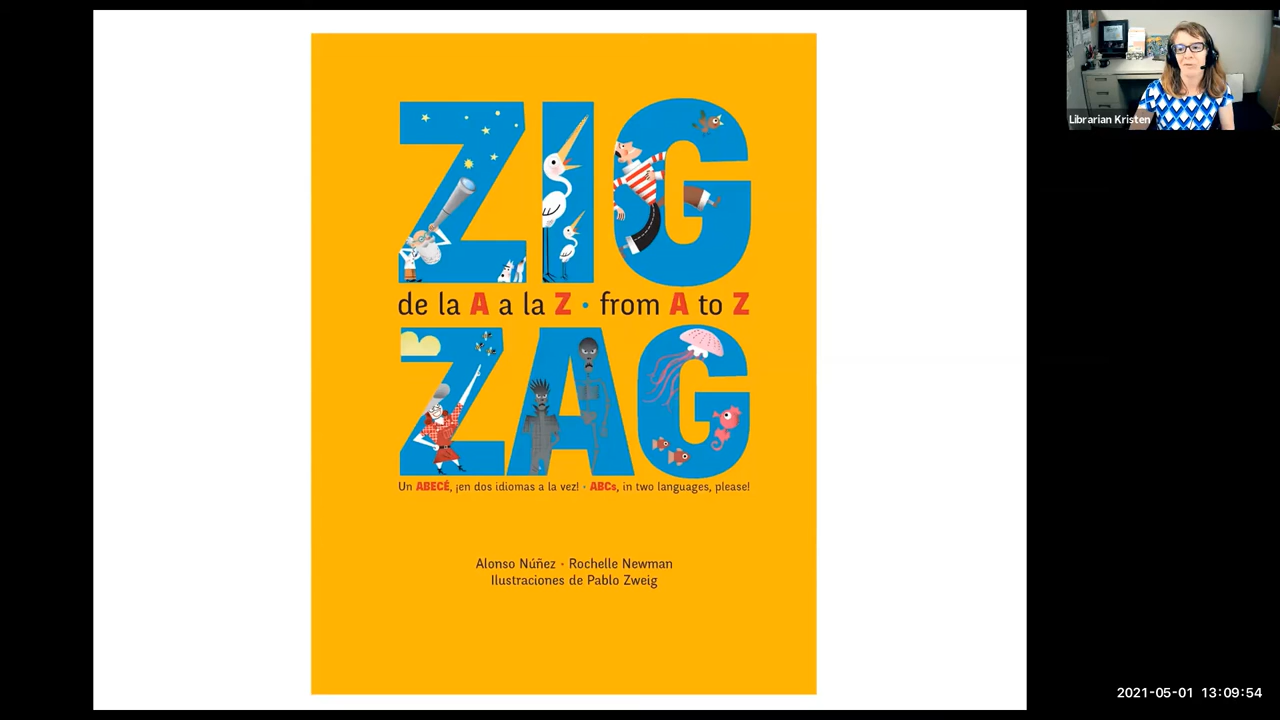 ZIG
de la A a la Z • from A to Z
ZAG
Un ABECÉ, ¡en dos idiomas a la vez! • ABCs, in two languages, please!
Alonso Núñez • Rochelle Newman
Ilustraciones de Pablo Zweig
Librarian Kristen
2021-05-01 13:09:54